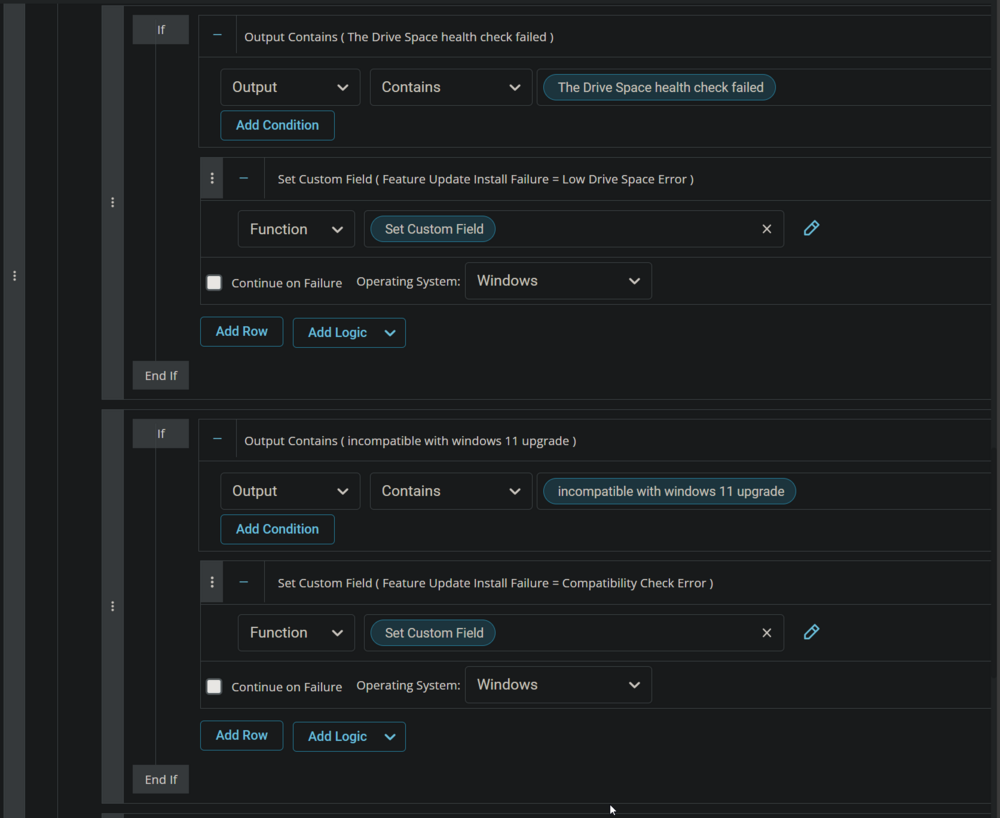 If
Output Contains ( The Drive Space health check failed )
Output Contains The Drive Space health check failed
Add Condition
Set Custom Field ( Feature Update Install Failure = Low Drive Space Error )
Function Set Custom Field
Continue on Failure Operating System: Windows
Add Row Add Logic
End If
If
Output Contains ( incompatible with windows 11 upgrade )
Output Contains incompatible with windows 11 upgrade
Add Condition
Set Custom Field ( Feature Update Install Failure = Compatibility Check Error )
Function Set Custom Field
Continue on Failure Operating System: Windows
Add Row Add Logic
End If